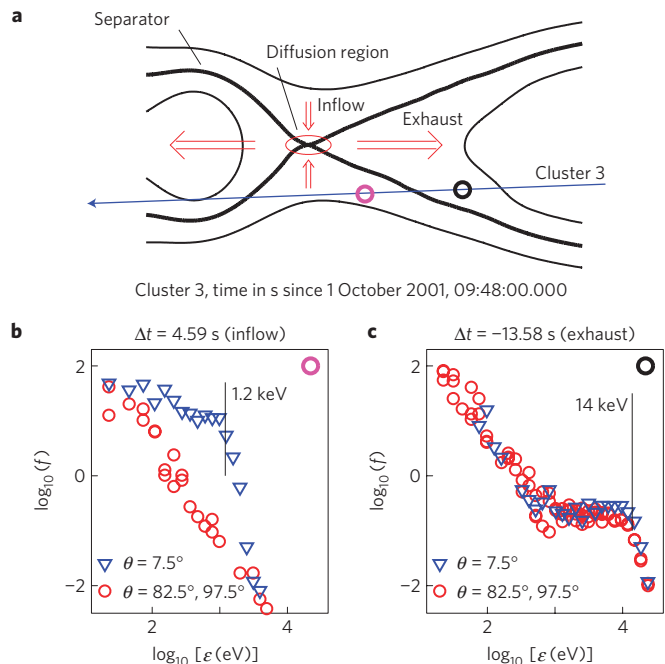 a
Separator
Diffusion region
Inflow
Exhaust
Cluster 3
Cluster 3, time in s since 1 October 2001, 09:48:00.000
b
Δt = 4.59 s (inflow)
2
1.2 keV
log₁₀ (f)
0
θ = 7.5°
θ = 82.5°, 97.5°
−2
2
4
log₁₀ [ε (eV)]
c
Δt = −13.58 s (exhaust)
2
14 keV
log₁₀ (f)
0
θ = 7.5°
θ = 82.5°, 97.5°
−2
2
4
log₁₀ [ε (eV)]